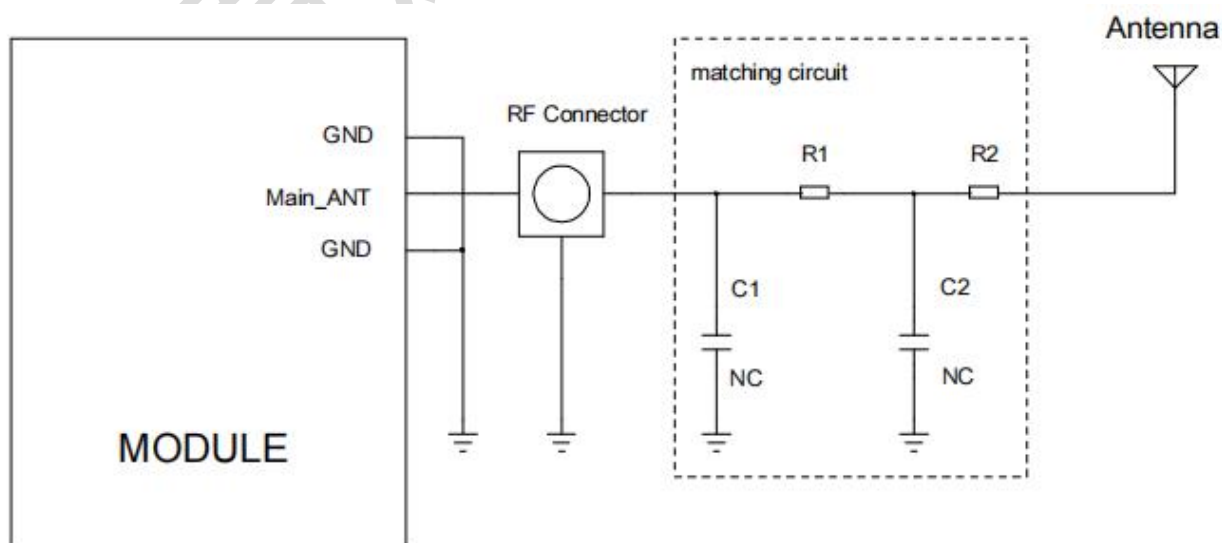 Antenna
matching circuit
RF Connector
GND
R1
R2
Main_ANT
GND
C1
C2
NC
NC
MODULE